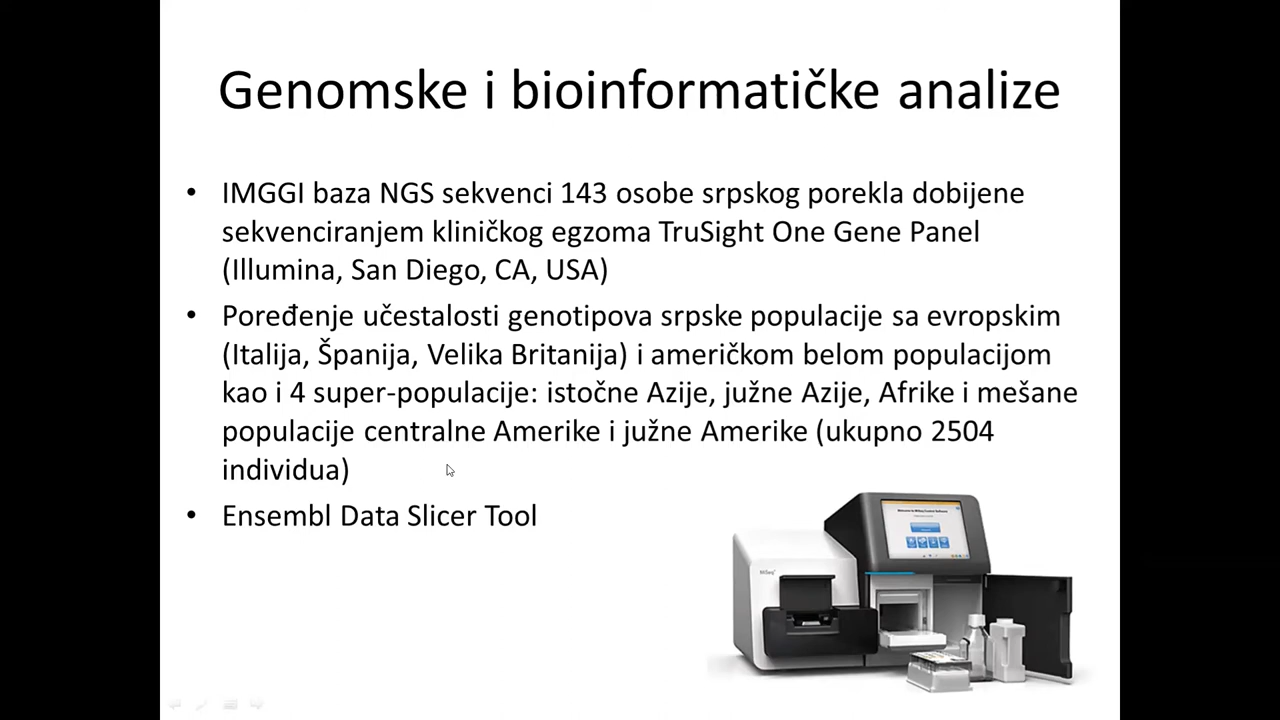 Genomske i bioinformatičke analize
• IMGGI baza NGS sekvenci 143 osobe srpskog porekla dobijene
sekvenciranjem kliničkog egzoma TruSight One Gene Panel
(Illumina, San Diego, CA, USA)
• Poređenje učestalosti genotipova srpske populacije sa evropskim
(Italija, Španija, Velika Britanija) i američkom belom populacijom
kao i 4 super-populacije: istočne Azije, južne Azije, Afrike i mešane
populacije centralne Amerike i južne Amerike (ukupno 2504
individua)
• Ensembl Data Slicer Tool
MiSeq